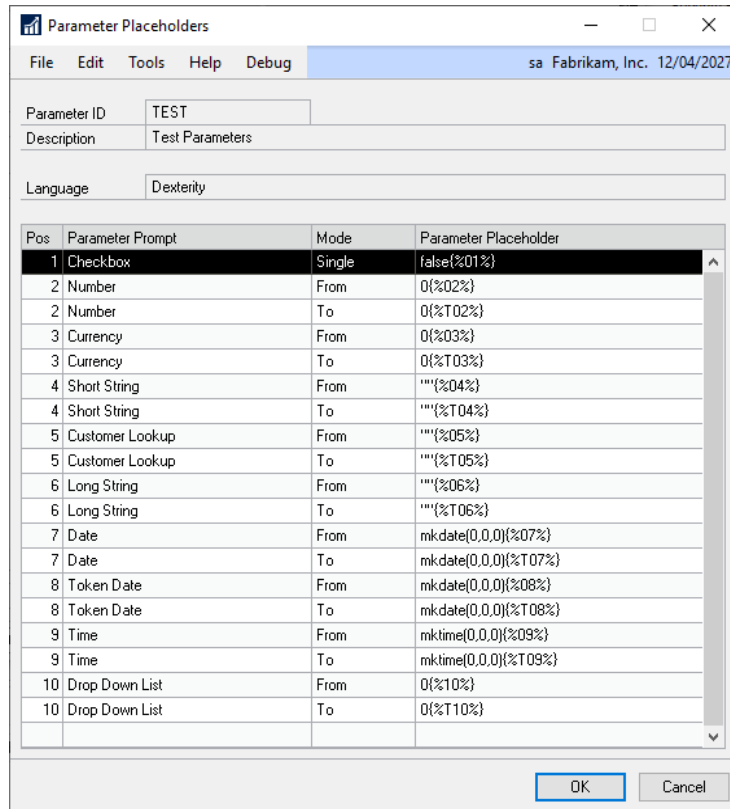 Parameter Placeholders
File Edit Tools Help Debug sa Fabrikam, Inc. 12/04/2027
Parameter ID TEST
Description Test Parameters
Language Dexterity
Pos Parameter Prompt Mode Parameter Placeholder
1 Checkbox Single false{%01%}
2 Number From 0{%02%}
2 Number To 0{%T02%}
3 Currency From 0{%03%}
3 Currency To 0{%T03%}
4 Short String From ""{%04%}
4 Short String To ""{%T04%}
5 Customer Lookup From ""{%05%}
5 Customer Lookup To ""{%T05%}
6 Long String From ""{%06%}
6 Long String To ""{%T06%}
7 Date From mkdate(0,0,0){%07%}
7 Date To mkdate(0,0,0){%T07%}
8 Token Date From mkdate(0,0,0){%08%}
8 Token Date To mkdate(0,0,0){%T08%}
9 Time From mktime(0,0,0){%09%}
9 Time To mktime(0,0,0){%T09%}
10 Drop Down List From 0{%10%}
10 Drop Down List To 0{%T10%}
OK Cancel